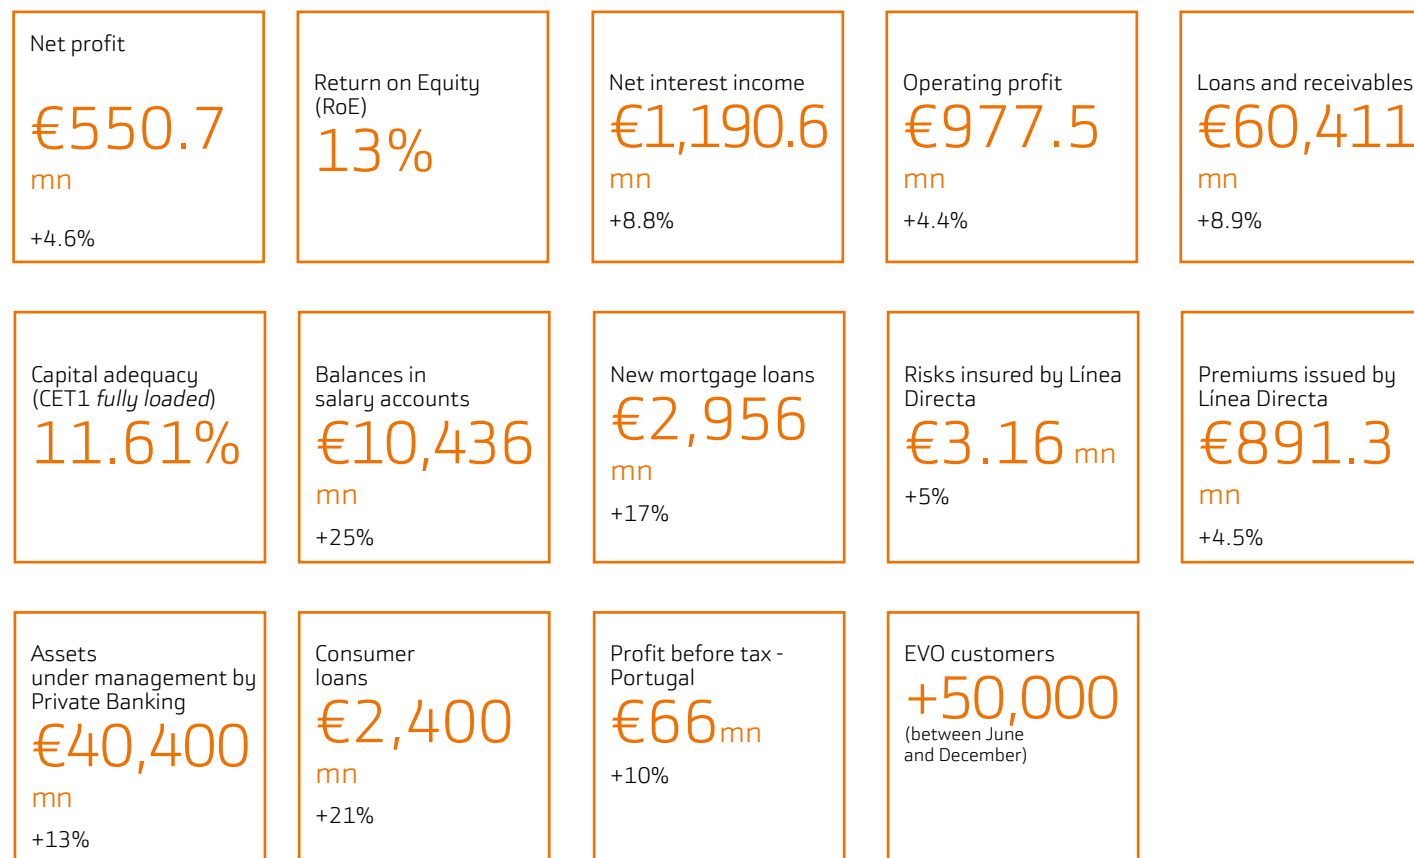 Net profit
€550.7
mn
+4.6%
Return on Equity
(RoE)
13%
Net interest income
€1,190.6
mn
+8.8%
Operating profit
€977.5
mn
+4.4%
Loans and receivables
€60,411
mn
+8.9%
Capital adequacy
(CET1 fully loaded)
11.61%
Balances in
salary accounts
€10,436
mn
+25%
New mortgage loans
€2,956
mn
+17%
Risks insured by Línea
Directa
€3.16 mn
+5%
Premiums issued by
Línea Directa
€891.3
mn
+4.5%
Assets
under management by
Private Banking
€40,400
mn
+13%
Consumer
loans
€2,400
mn
+21%
Profit before tax -
Portugal
€66 mn
+10%
EVO customers
+50,000
(between June
and December)